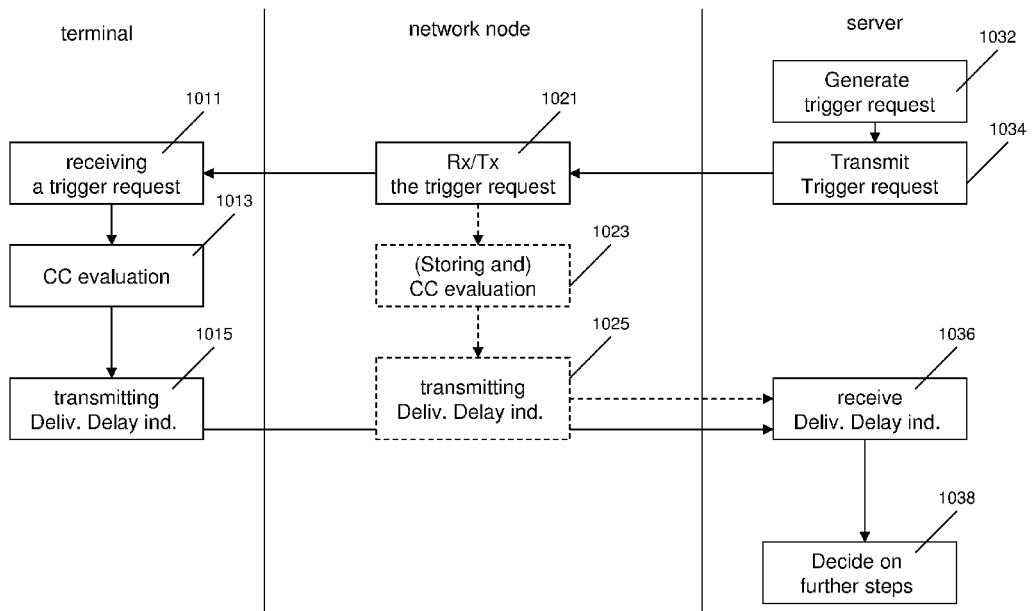 terminal
network node
server
1032
Generate
trigger request
1011
1021
1034
receiving
a trigger request
Rx/Tx
the trigger request
Transmit
Trigger request
1013
1023
CC evaluation
(Storing and)
CC evaluation
1015
1025
1036
transmitting
Deliv. Delay ind.
transmitting
Deliv. Delay ind.
receive
Deliv. Delay ind.
1038
Decide on
further steps